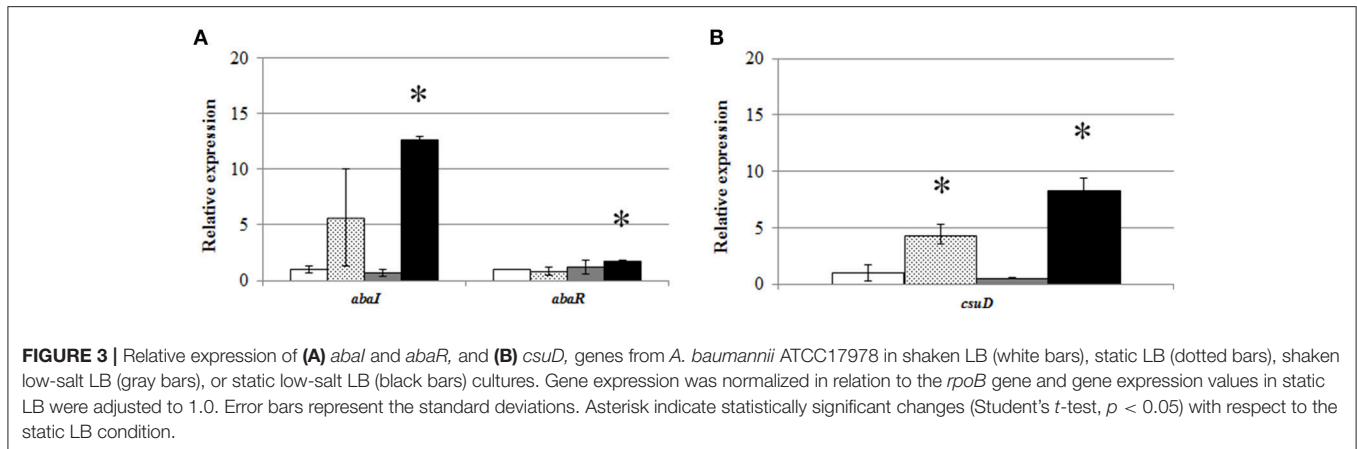 A
B
20
15
10
5
0
Relative expression
*
*
abaI
abaR
20
15
10
5
0
Relative expression
*
*
csuD
FIGURE 3 | Relative expression of (A) abaI and abaR, and (B) csuD, genes from A. baumannii ATCC17978 in shaken LB (white bars), static LB (dotted bars), shaken
low-salt LB (gray bars), or static low-salt LB (black bars) cultures. Gene expression was normalized in relation to the rpoB gene and gene expression values in static
LB were adjusted to 1.0. Error bars represent the standard deviations. Asterisk indicate statistically significant changes (Student's t-test, p < 0.05) with respect to the
static LB condition.